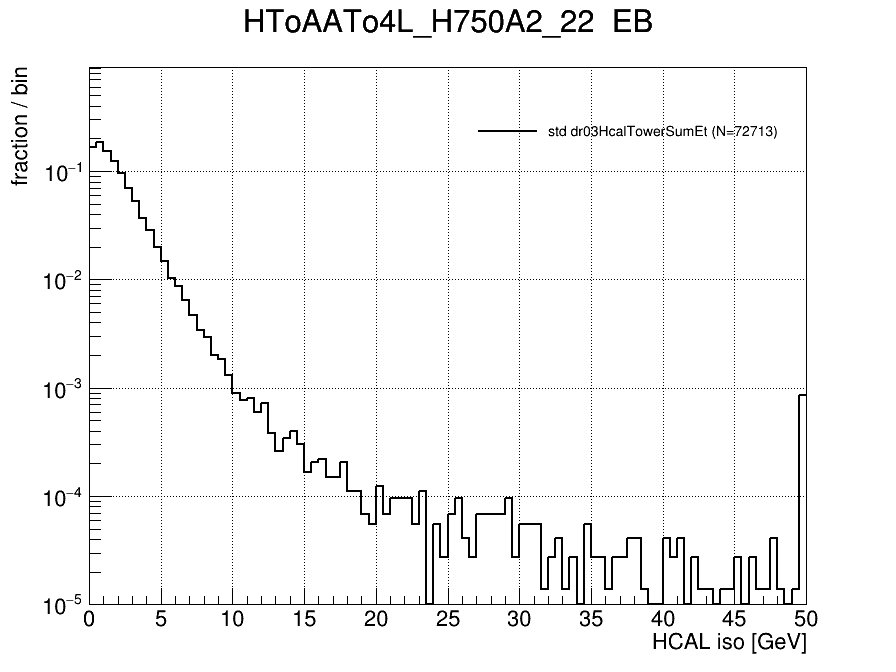 HToAATo4L_H750A2_22 EB
fraction / bin
std dr03HcalTowerSumEt (N=72713)
10⁻¹
10⁻²
10⁻³
10⁻⁴
10⁻⁵
0 5 10 15 20 25 30 35 40 45 50
HCAL iso [GeV]